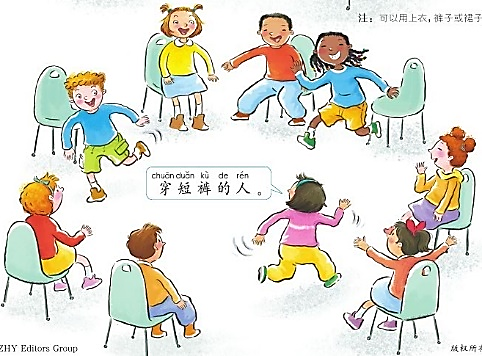 注：可以用上衣，裤子或裙子
chuān duǎn kù de rén
穿短裤的人。
ZHY Editors Group
版权所有